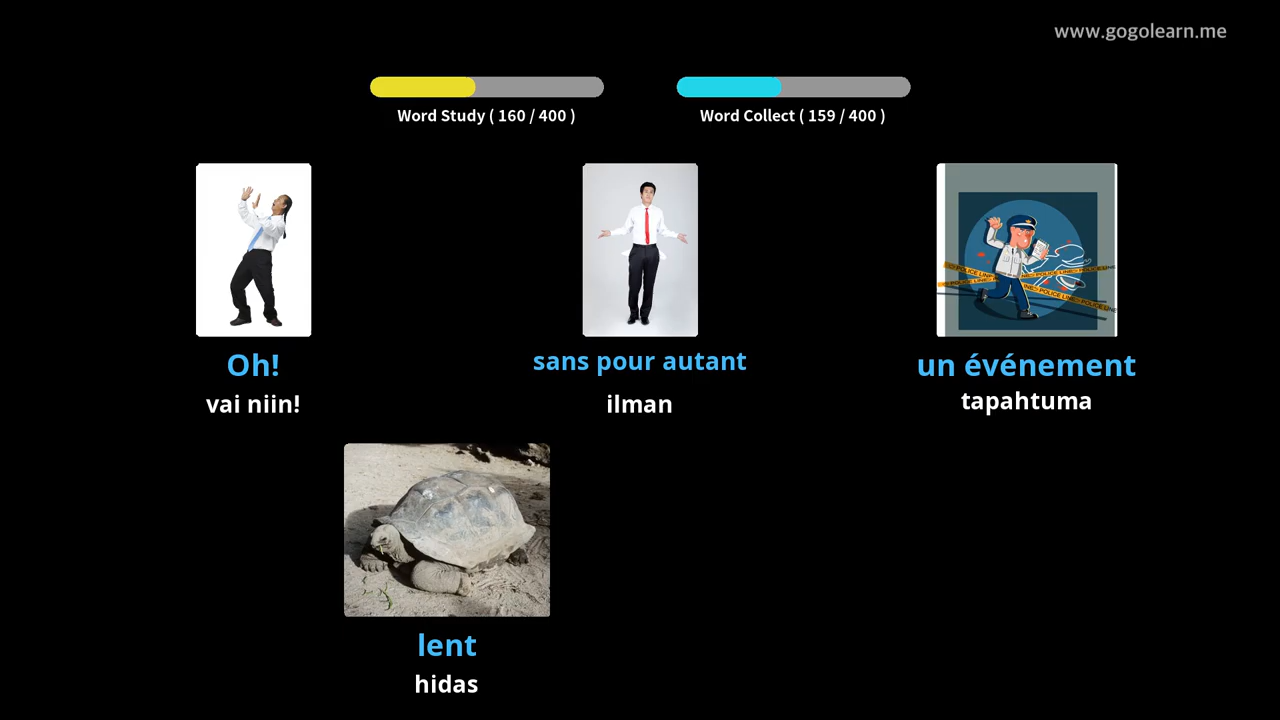 www.gogolearn.me
Word Study ( 160 / 400 )
Word Collect ( 159 / 400 )
Oh!
vai niin!
sans pour autant
ilman
un événement
tapahtuma
lent
hidas